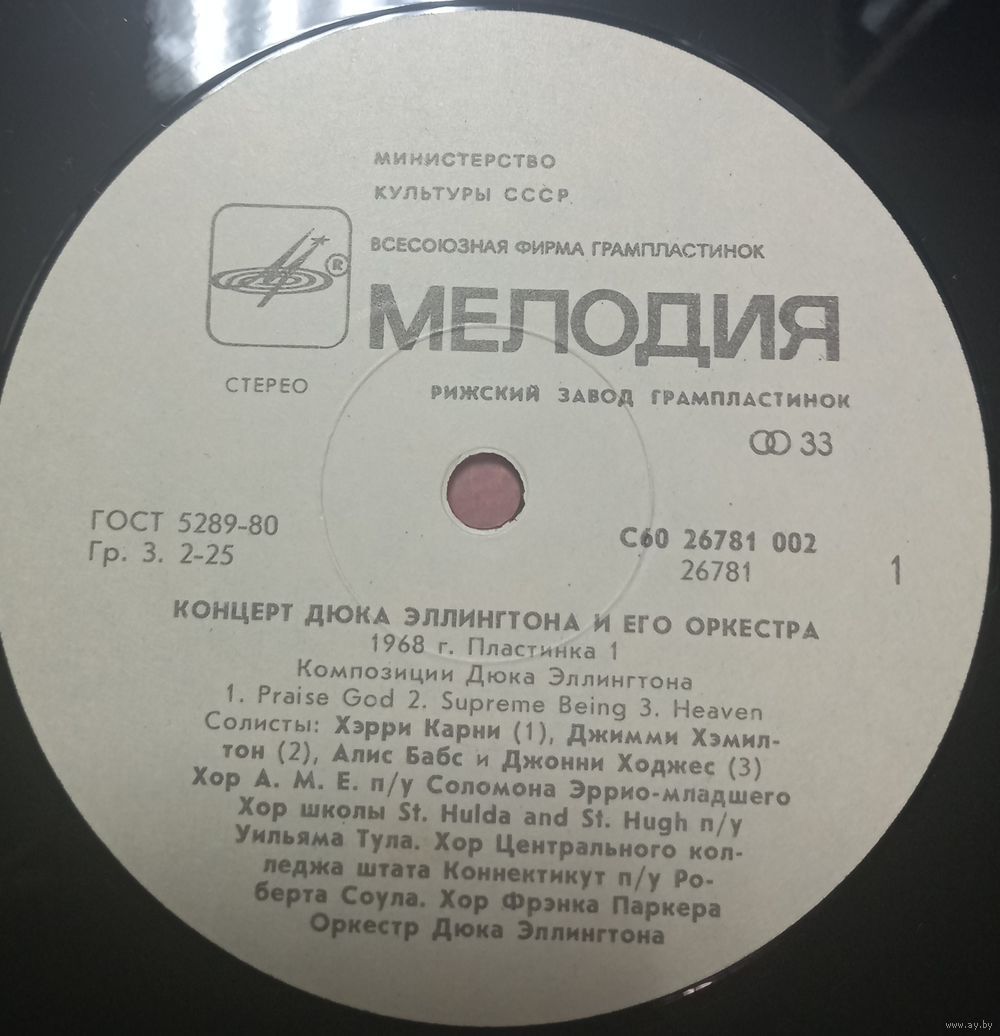 МИНИСТЕРСТВО
КУЛЬТУРЫ СССР
ВСЕСОЮЗНАЯ ФИРМА ГРАМПЛАСТИНОК
®
МЕЛОДИЯ
СТЕРЕО
РИЖСКИЙ ЗАВОД ГРАМПЛАСТИНОК
33
ГОСТ 5289-80
Гр. 3. 2-25
С60 26781 002
26781
1
КОНЦЕРТ ДЮКА ЭЛЛИНГТОНА И ЕГО ОРКЕСТРА
1968 г. Пластинка 1
Композиции Дюка Эллингтона
1. Praise God 2. Supreme Being 3. Heaven
Солисты: Хэрри Карни (1), Джимми Хэмил-
тон (2), Алис Бабс и Джонни Ходжес (3)
Хор А. М. Е. п/у Соломона Эррио-младшего
Хор школы St. Hulda and St. Hugh п/у
Уильяма Тула. Хор Центрального кол-
леджа штата Коннектикут п/у Ро-
берта Соула. Хор Фрэнка Паркера
Оркестр Дюка Эллингтона
www.ay.by